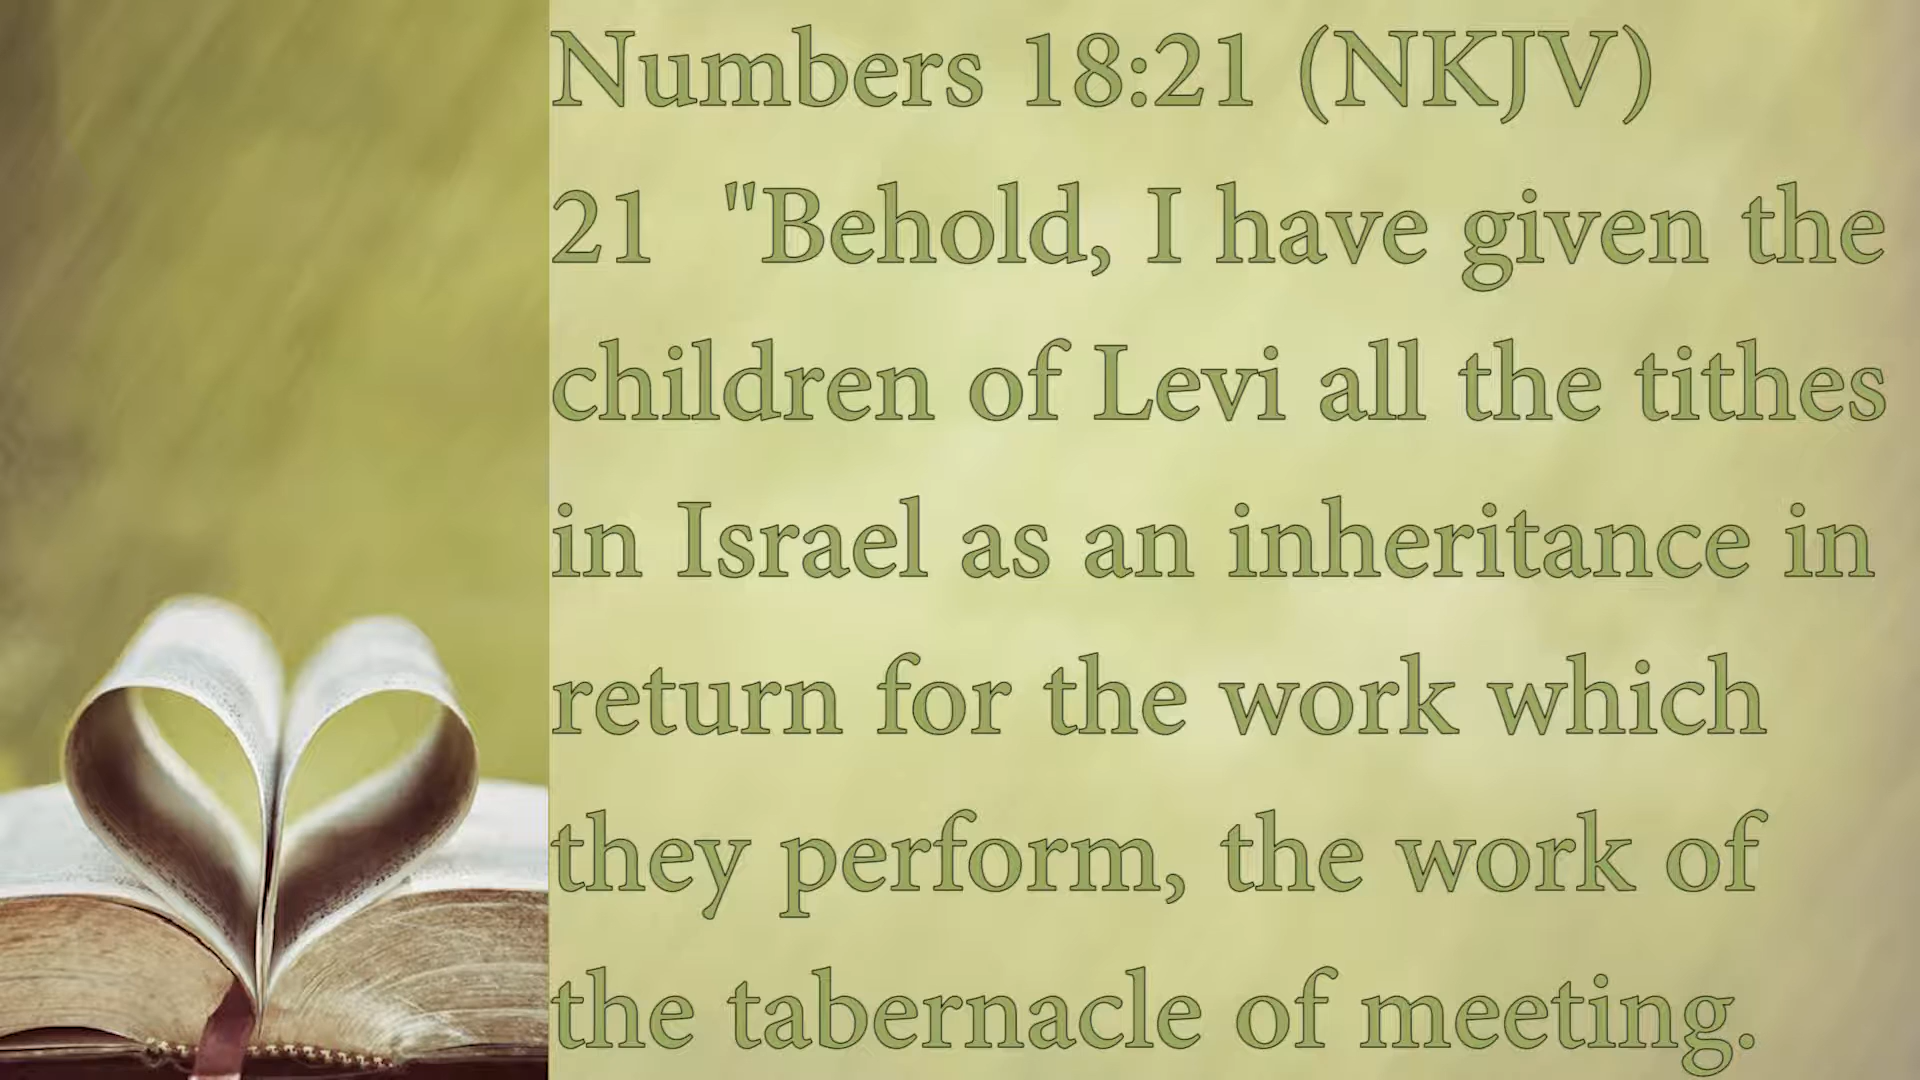 Numbers 18:21 (NKJV)
21 "Behold, I have given the
children of Levi all the tithes
in Israel as an inheritance in
return for the work which
they perform, the work of
the tabernacle of meeting.